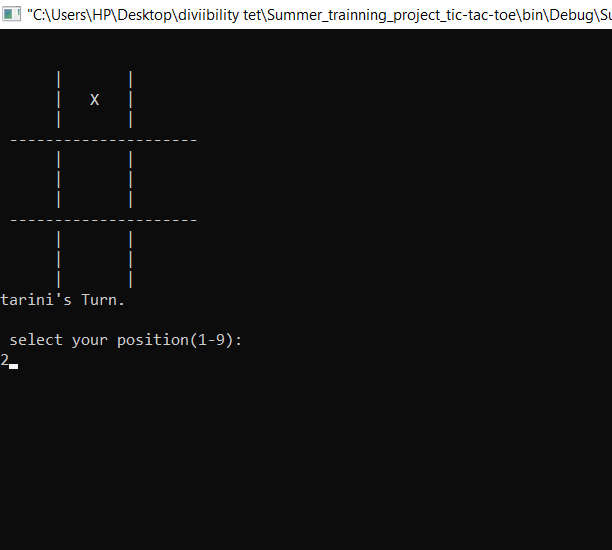 "C:\Users\HP\Desktop\diviibility tet\Summer_trainning_project_tic-tac-toe\bin\Debug\Su
|       |
|   X   |
|       |
---------------------
|       |
|       |
|       |
---------------------
|       |
|       |
|       |
tarini's Turn.
select your position(1-9):
2